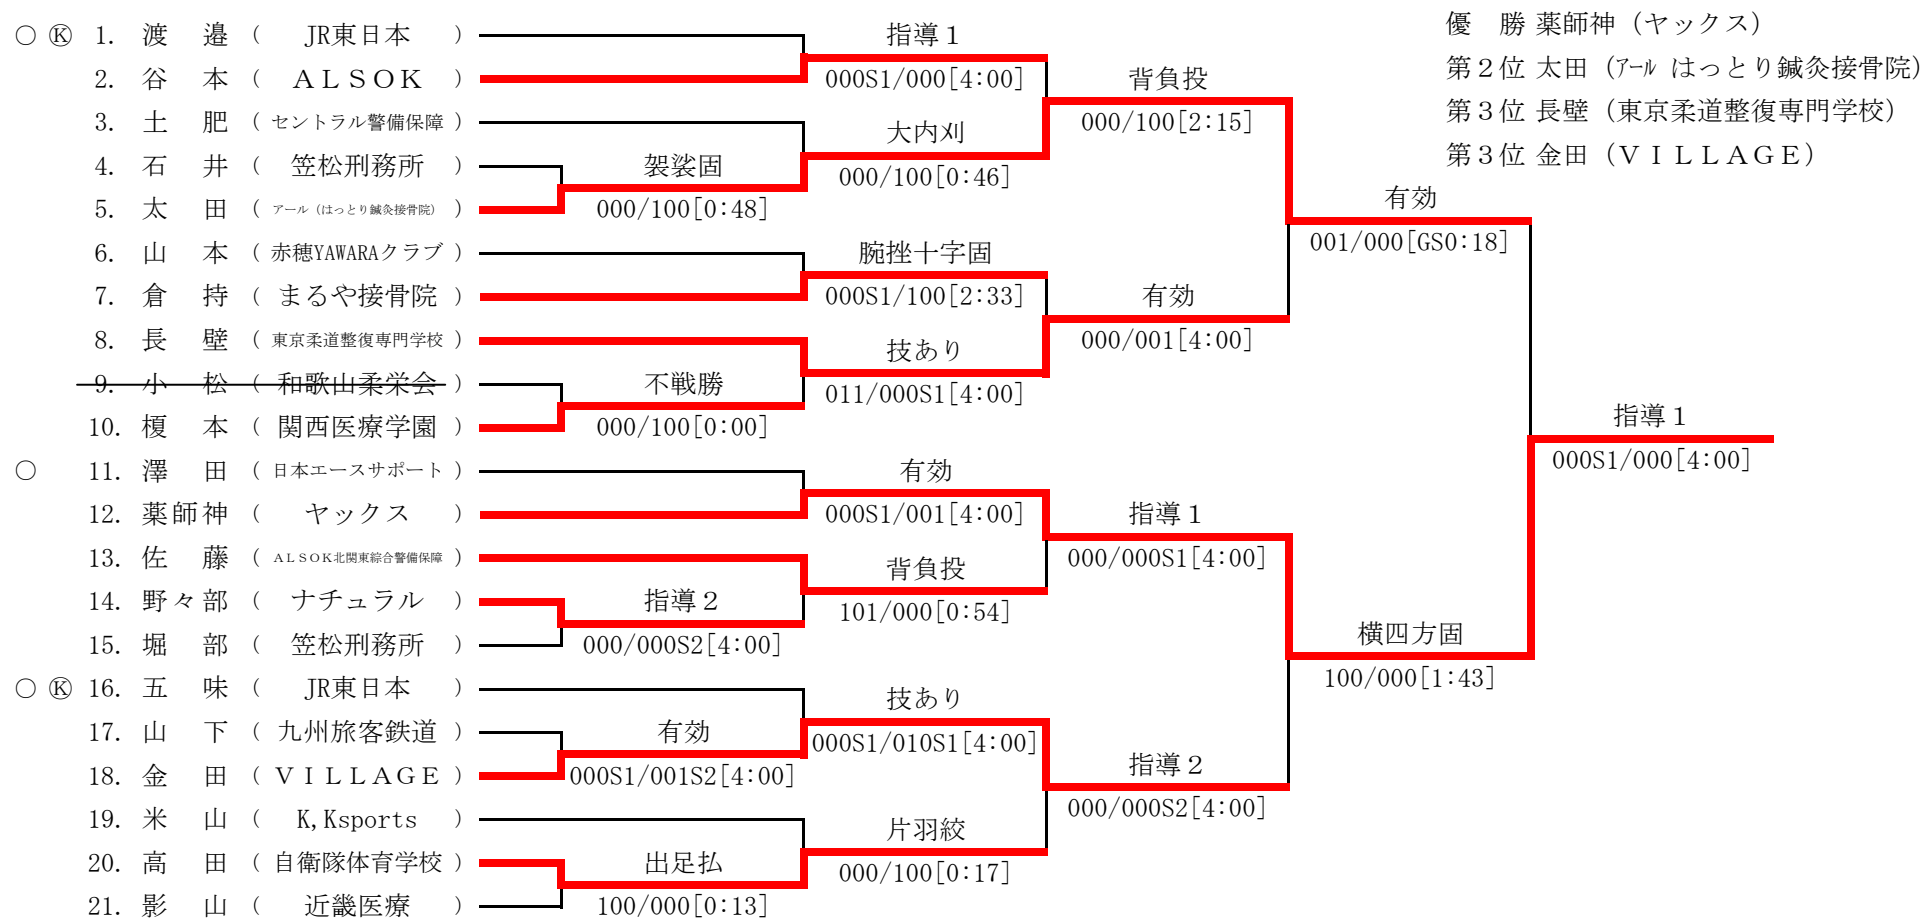 優　勝 薬師神（ヤックス）
第２位 太田（アール はっとり鍼灸接骨院）
第３位 長壁（東京柔道整復専門学校）
第３位 金田（ＶＩＬＬＡＧＥ）
○ Ⓚ 1. 渡　邉（ JR東日本 ）
2. 谷　本（ ＡＬＳＯＫ ）
3. 土　肥（ セントラル警備保障 ）
4. 石　井（ 笠松刑務所 ）
5. 太　田（ アール（はっとり鍼灸接骨院） ）
6. 山　本（ 赤穂YAWARAクラブ ）
7. 倉　持（ まるや接骨院 ）
8. 長　壁（ 東京柔道整復専門学校 ）
9. 小　松（ 和歌山柔栄会 ）
10. 榎　本（ 関西医療学園 ）
○ 11. 澤　田（ 日本エースサポート ）
12. 薬師神（ ヤックス ）
13. 佐　藤（ ＡＬＳＯＫ北関東綜合警備保障 ）
14. 野々部（ ナチュラル ）
15. 堀　部（ 笠松刑務所 ）
○ Ⓚ 16. 五　味（ JR東日本 ）
17. 山　下（ 九州旅客鉄道 ）
18. 金　田（ ＶＩＬＬＡＧＥ ）
19. 米　山（ K,Ksports ）
20. 高　田（ 自衛隊体育学校 ）
21. 影　山（ 近畿医療 ）
袈裟固
000/100[0:48]
不戦勝
000/100[0:00]
指導２
000/000S2[4:00]
有効
000S1/001S2[4:00]
出足払
100/000[0:13]
指導１
000S1/000[4:00]
大内刈
000/100[0:46]
腕挫十字固
000S1/100[2:33]
技あり
011/000S1[4:00]
有効
000S1/001[4:00]
背負投
101/000[0:54]
技あり
000S1/010S1[4:00]
片羽絞
000/100[0:17]
背負投
000/100[2:15]
有効
000/001[4:00]
指導１
000/000S1[4:00]
指導２
000/000S2[4:00]
有効
001/000[GS0:18]
横四方固
100/000[1:43]
指導１
000S1/000[4:00]